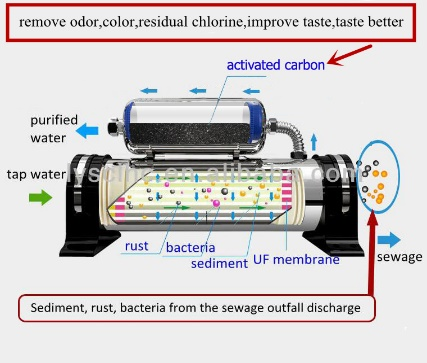 remove odor,color,residual chlorine,improve taste,taste better
activated carbon
purified
water
tap water
rust
bacteria
sediment
UF membrane
sewage
Sediment, rust, bacteria from the sewage outfall discharge